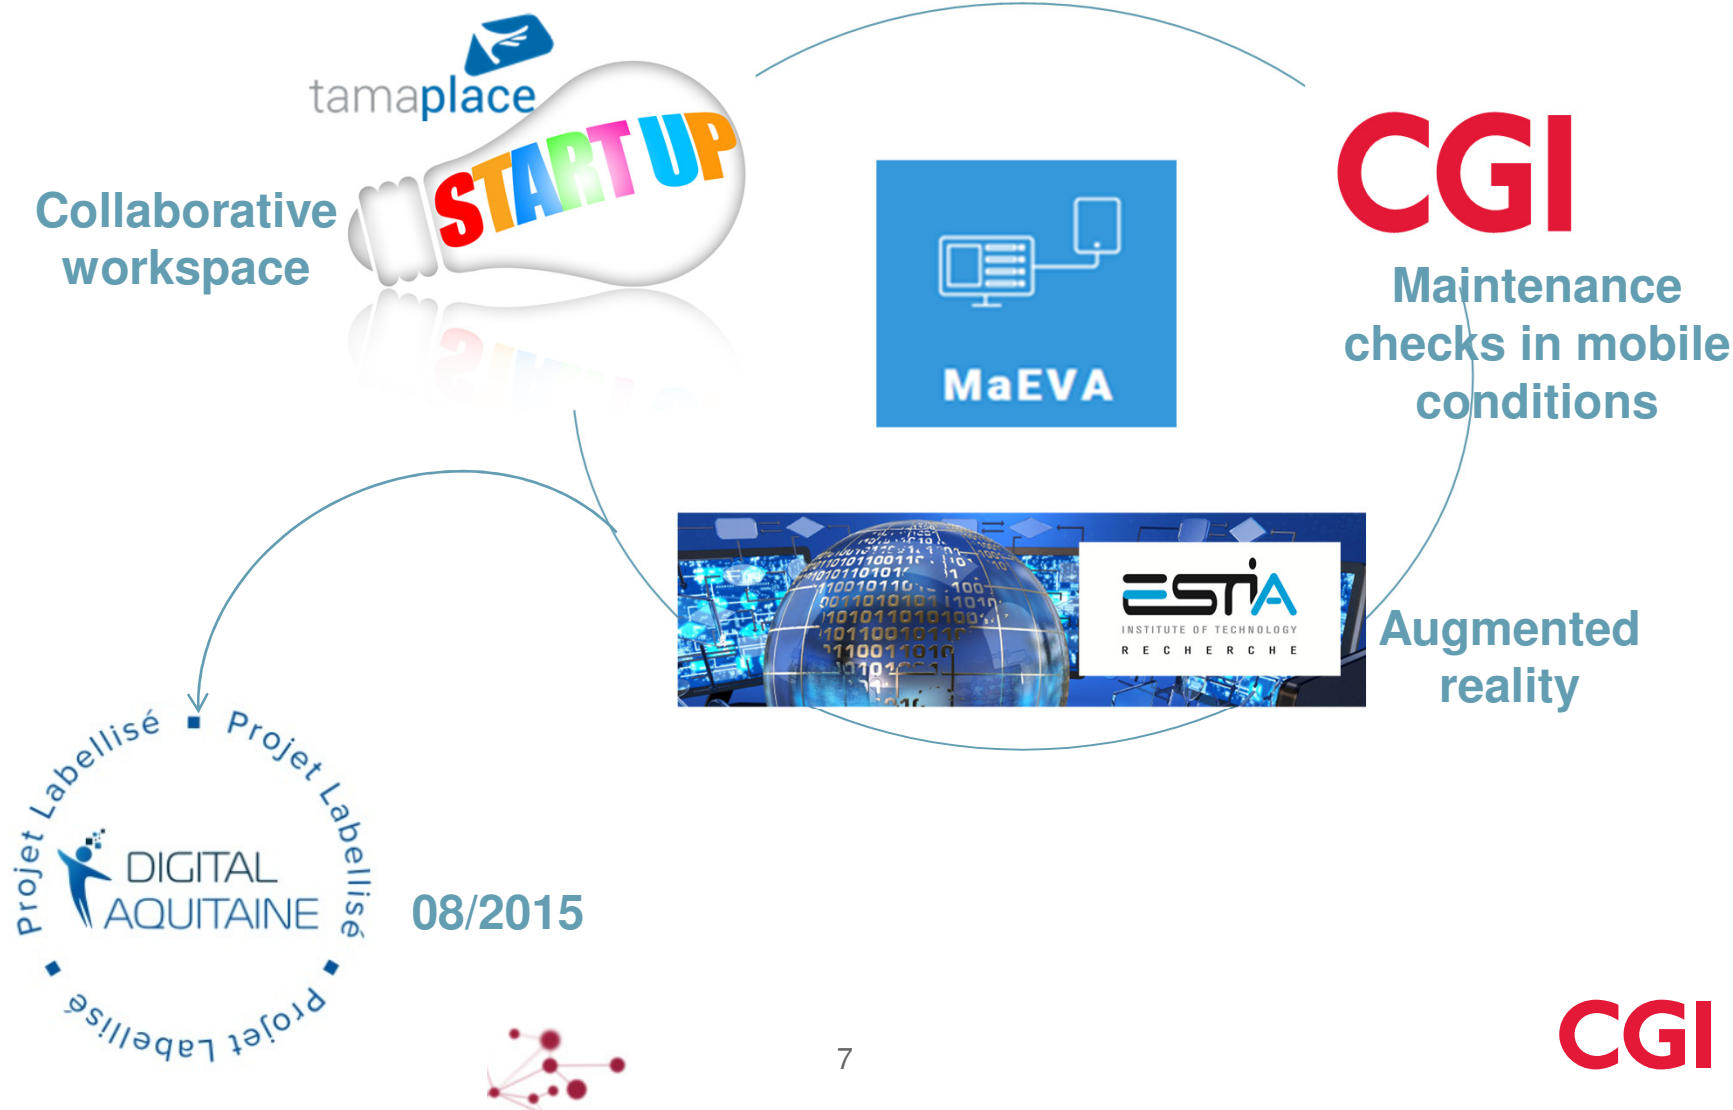 tamaplace
START UP
Collaborative
workspace
CGI
Maintenance
checks in mobile
conditions
MaEVA
ESTIA
INSTITUTE OF TECHNOLOGY
RECHERCHE
Augmented
reality
Projet Labellisé ▪ Projet Labellisé ▪ Projet Labellisé ▪
DIGITAL
AQUITAINE
08/2015
7
CGI